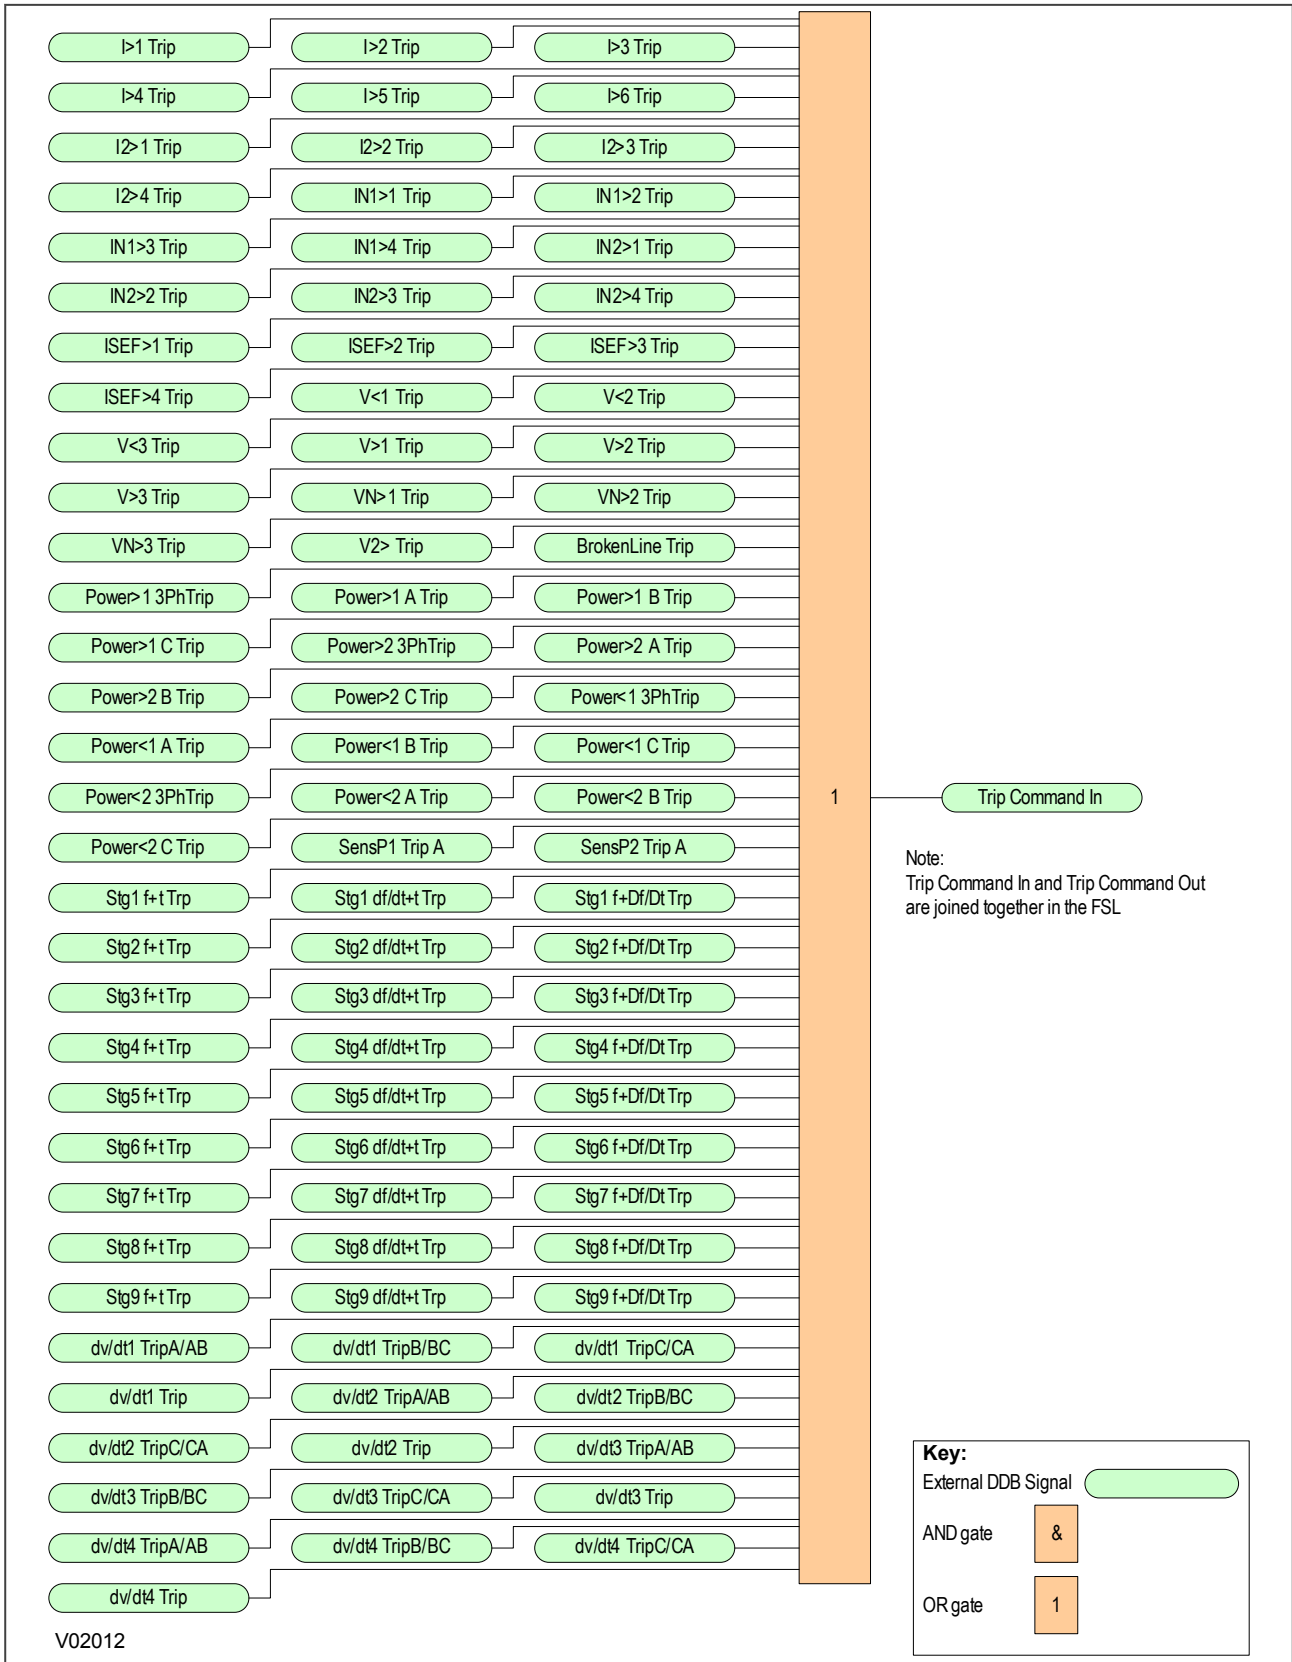 I>1 Trip I>2 Trip I>3 Trip
I>4 Trip I>5 Trip I>6 Trip
I2>1 Trip I2>2 Trip I2>3 Trip
I2>4 Trip IN1>1 Trip IN1>2 Trip
IN1>3 Trip IN1>4 Trip IN2>1 Trip
IN2>2 Trip IN2>3 Trip IN2>4 Trip
ISEF>1 Trip ISEF>2 Trip ISEF>3 Trip
ISEF>4 Trip V<1 Trip V<2 Trip
V<3 Trip V>1 Trip V>2 Trip
V>3 Trip VN>1 Trip VN>2 Trip
VN>3 Trip V2> Trip BrokenLine Trip
Power>1 3PhTrip Power>1 A Trip Power>1 B Trip
Power>1 C Trip Power>2 3PhTrip Power>2 A Trip
Power>2 B Trip Power>2 C Trip Power<1 3PhTrip
Power<1 A Trip Power<1 B Trip Power<1 C Trip
Power<2 3PhTrip Power<2 A Trip Power<2 B Trip 1 Trip Command In
Power<2 C Trip SensP1 Trip A SensP2 Trip A
Note:
Trip Command In and Trip Command Out
are joined together in the FSL
Stg1 f+t Trp Stg1 df/dt+t Trp Stg1 f+Df/Dt Trp
Stg2 f+t Trp Stg2 df/dt+t Trp Stg2 f+Df/Dt Trp
Stg3 f+t Trp Stg3 df/dt+t Trp Stg3 f+Df/Dt Trp
Stg4 f+t Trp Stg4 df/dt+t Trp Stg4 f+Df/Dt Trp
Stg5 f+t Trp Stg5 df/dt+t Trp Stg5 f+Df/Dt Trp
Stg6 f+t Trp Stg6 df/dt+t Trp Stg6 f+Df/Dt Trp
Stg7 f+t Trp Stg7 df/dt+t Trp Stg7 f+Df/Dt Trp
Stg8 f+t Trp Stg8 df/dt+t Trp Stg8 f+Df/Dt Trp
Stg9 f+t Trp Stg9 df/dt+t Trp Stg9 f+Df/Dt Trp
dv/dt1 TripA/AB dv/dt1 TripB/BC dv/dt1 TripC/CA
dv/dt1 Trip dv/dt2 TripA/AB dv/dt2 TripB/BC
dv/dt2 TripC/CA dv/dt2 Trip dv/dt3 TripA/AB
dv/dt3 TripB/BC dv/dt3 TripC/CA dv/dt3 Trip
dv/dt4 TripA/AB dv/dt4 TripB/BC dv/dt4 TripC/CA
dv/dt4 Trip
Key:
External DDB Signal
AND gate &
OR gate 1
V02012